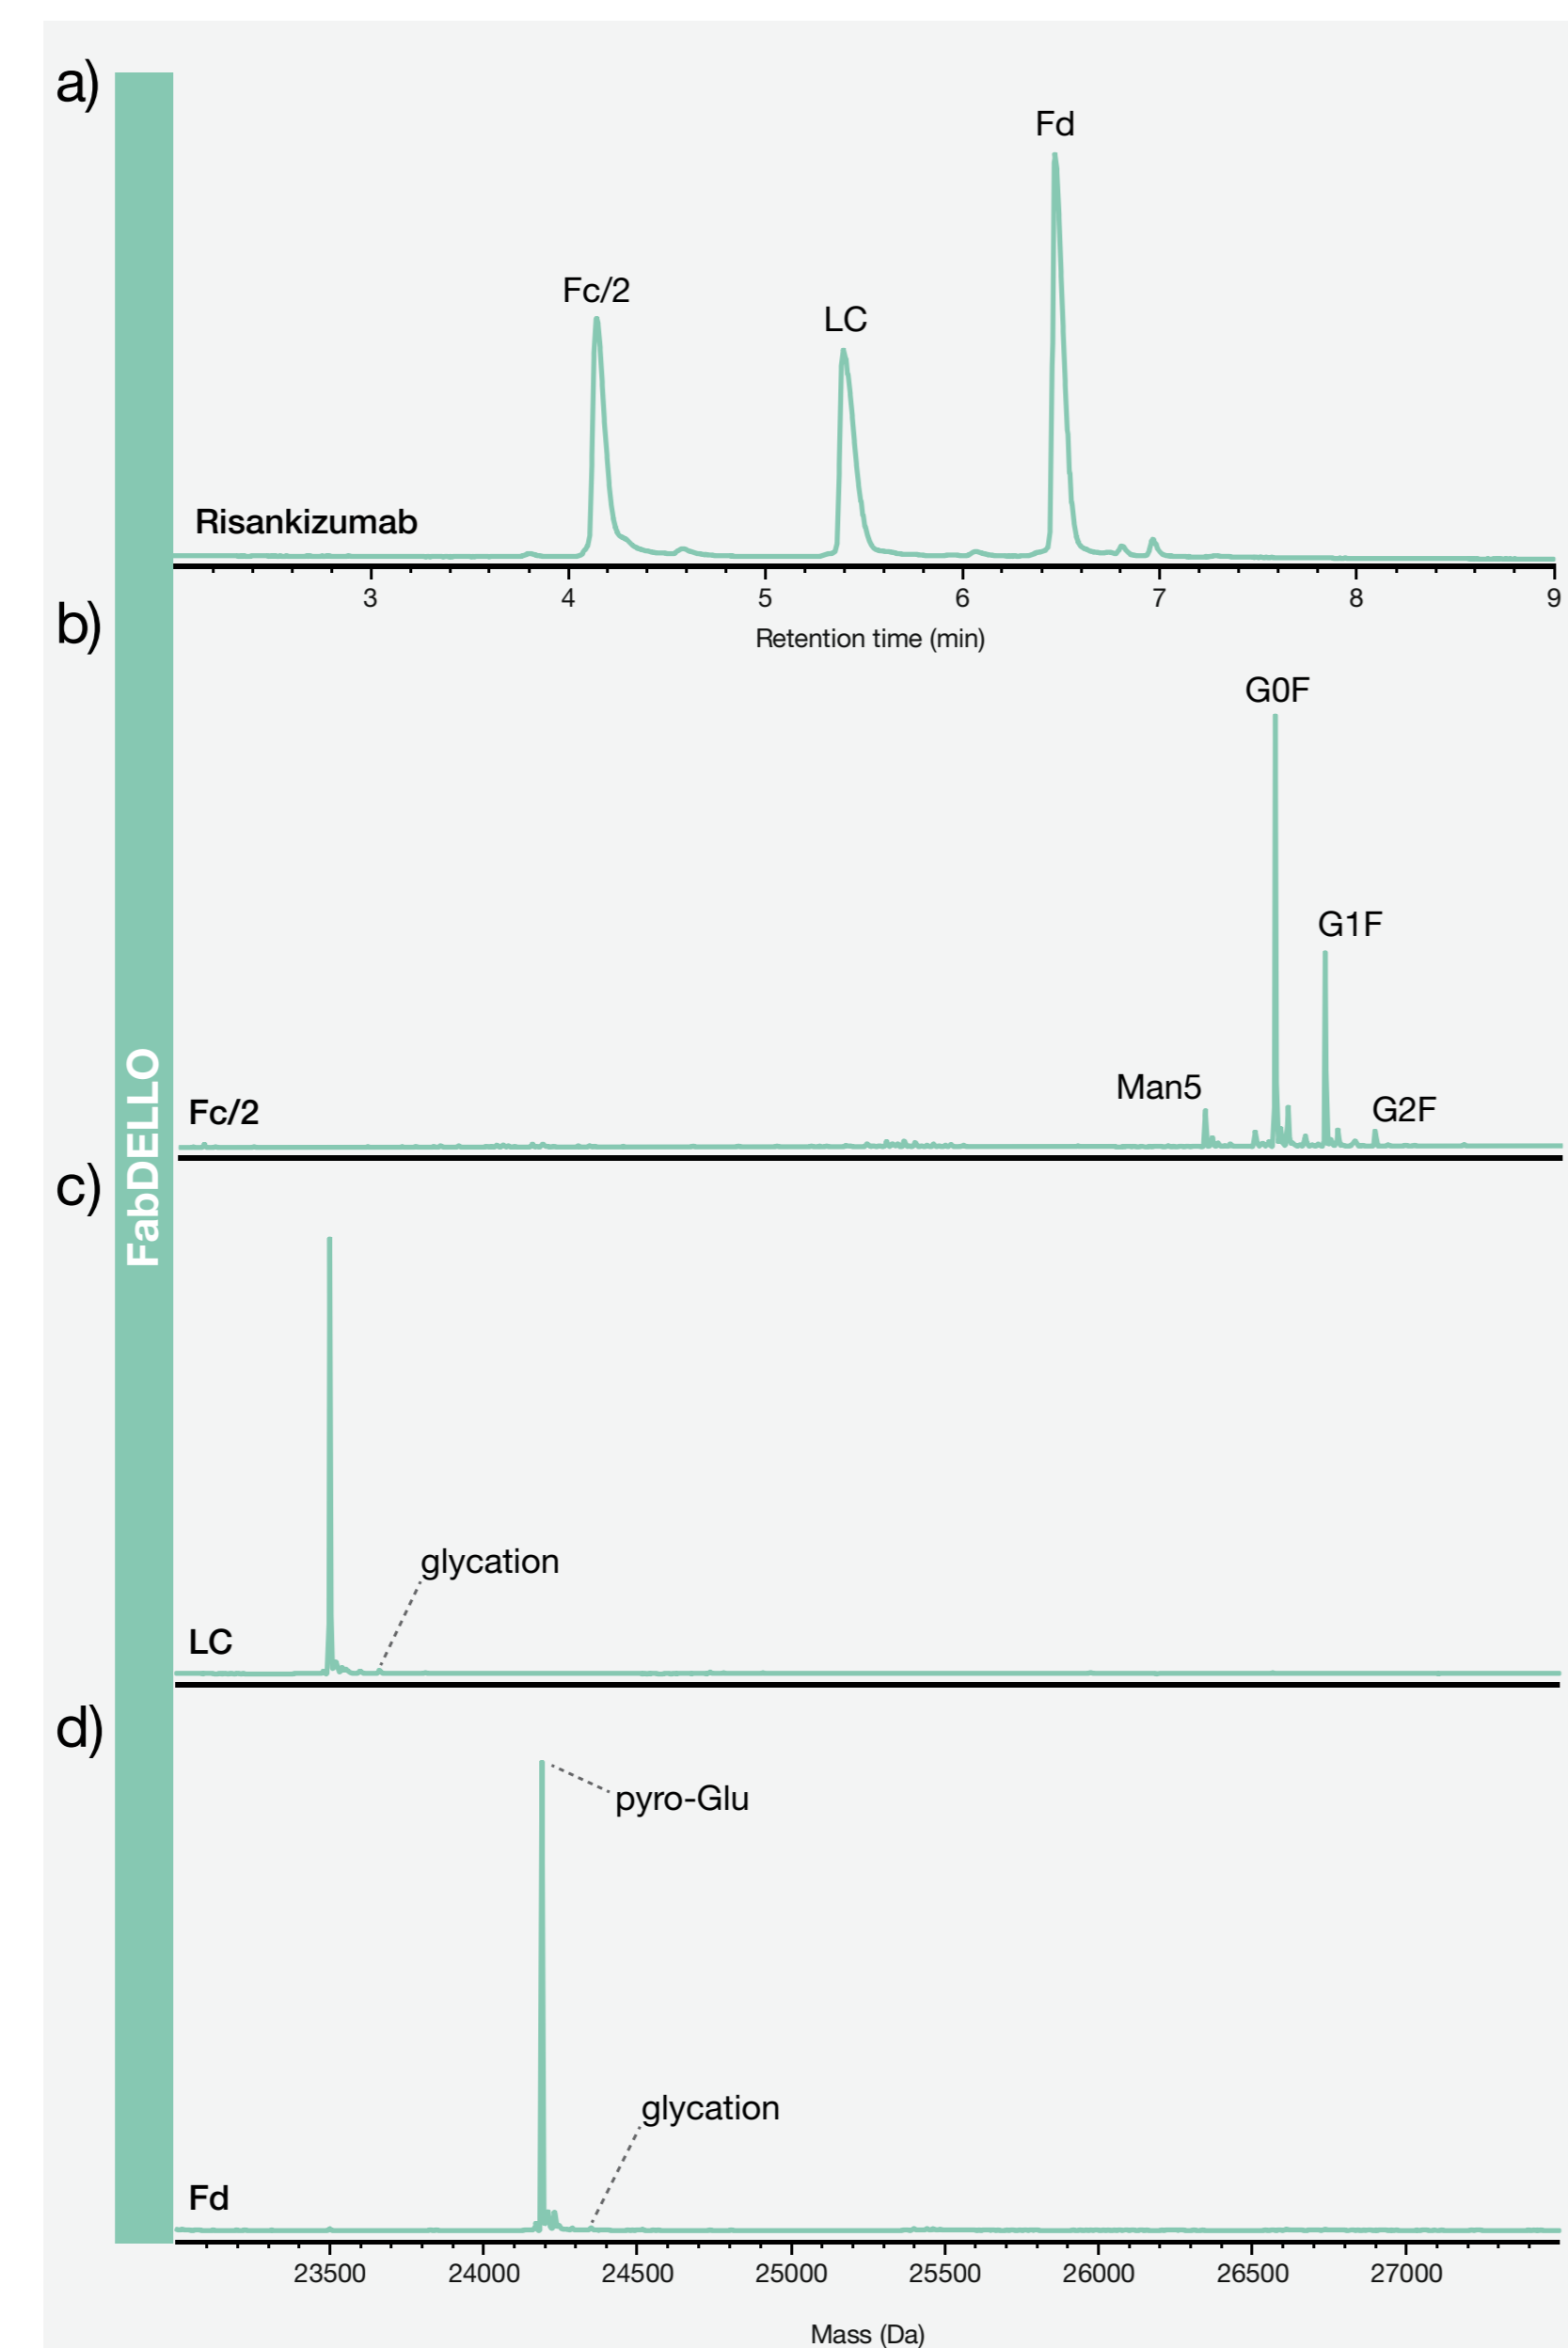 a)
Fd
Fc/2
LC
Risankizumab
3 4 5 6 7 8 9
Retention time (min)
b)
G0F
G1F
Man5
G2F
Fc/2
FabDELLO
c)
glycation
LC
d)
pyro-Glu
glycation
Fd
23500 24000 24500 25000 25500 26000 26500 27000
Mass (Da)